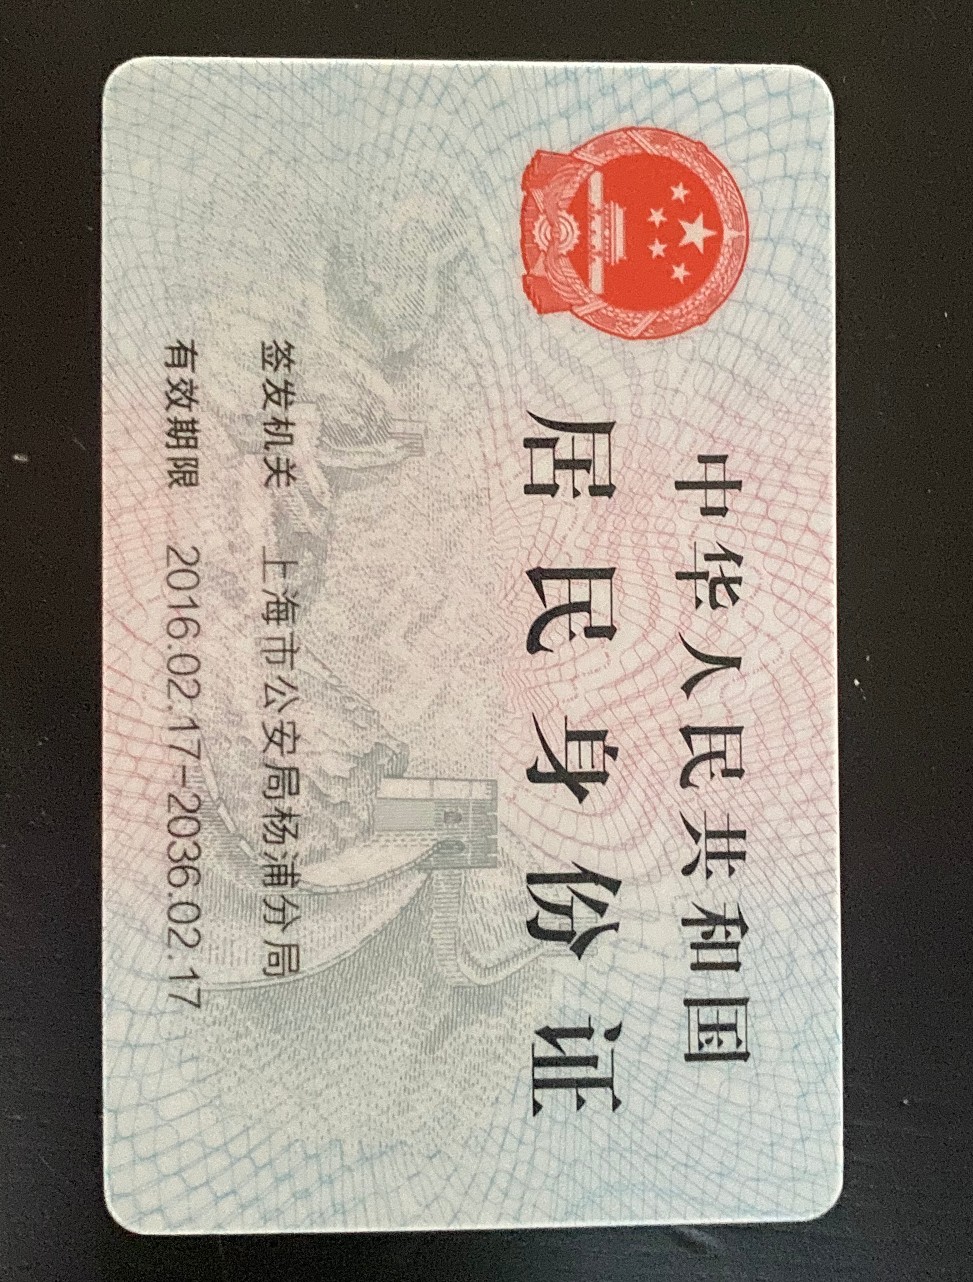 中华人民共和国
居民身份证
签发机关 上海市公安局杨浦分局
有效期限 2016.02.17-2036.02.17